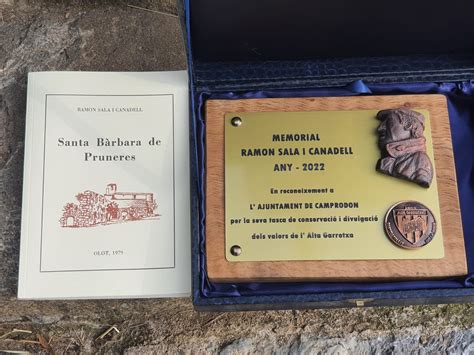 RAMON SALA I CANADELL
Santa Bàrbara de
Pruneres
OLOT, 1975
MEMORIAL
RAMON SALA I CANADELL
ANY - 2022
En reconeixement a
L'AJUNTAMENT DE CAMPRODON
per la seva tasca de conservació i divulgació
dels valors de l' Alta Garrotxa